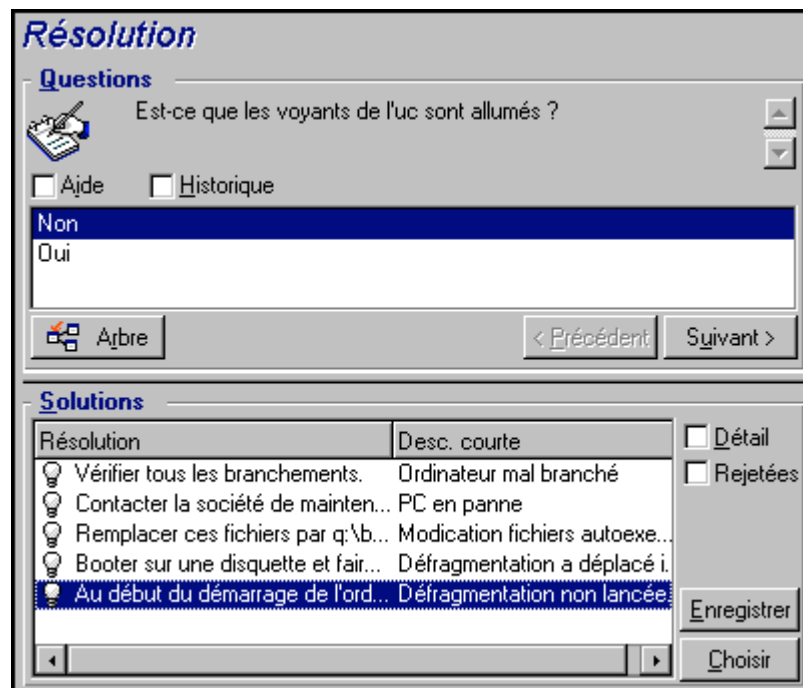 Résolution
Questions
Est-ce que les voyants de l'uc sont allumés ?
Aide
Historique
Non
Oui
Arbre
< Précédent
Suivant >
Solutions
Résolution Desc. courte
Détail
Vérifier tous les branchements. Ordinateur mal branché
Rejetées
Contacter la société de mainten... PC en panne
Remplacer ces fichiers par q:\b... Modication fichiers autoexe...
Booter sur une disquette et fair... Défragmentation a déplacé i.
Au début du démarrage de l'ord... Défragmentation non lancée.
Enregistrer
Choisir